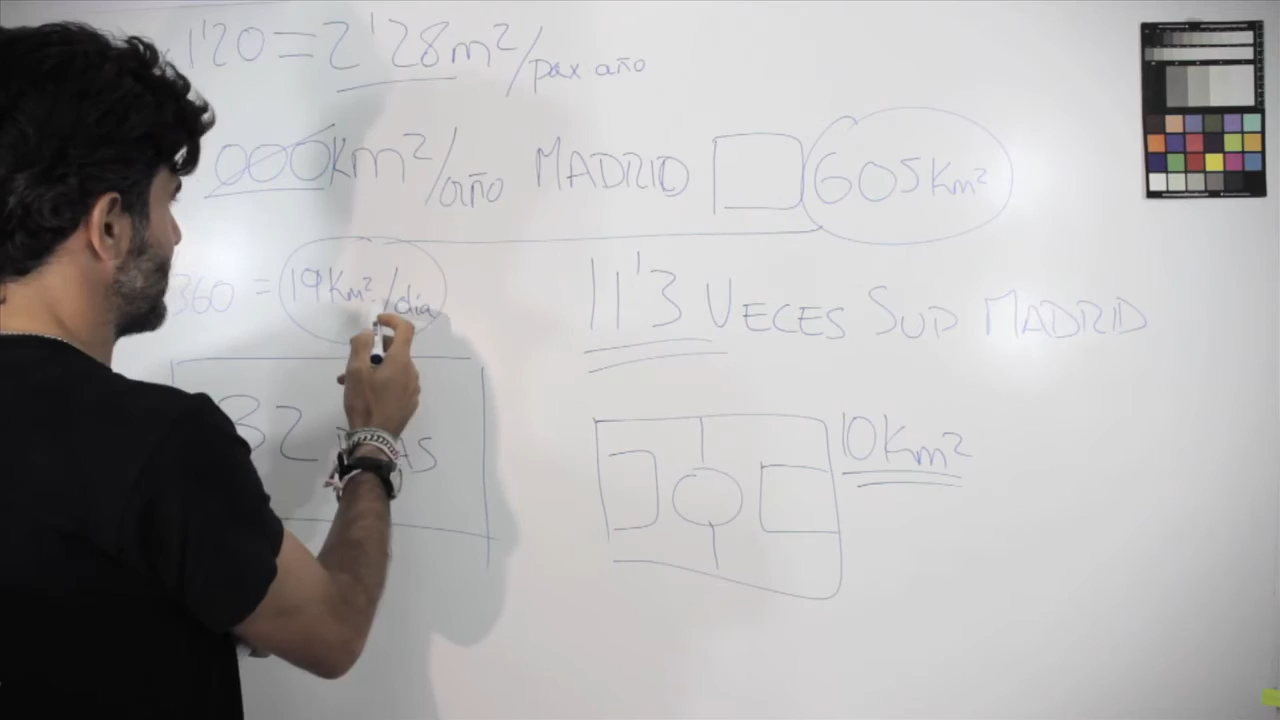 1'20 = 2'28 m²/pax año
000 km²/año MADRID 605 Km²
360 = 19 Km²/dia
11'3 VECES SUP MADRID
32
10 Km²